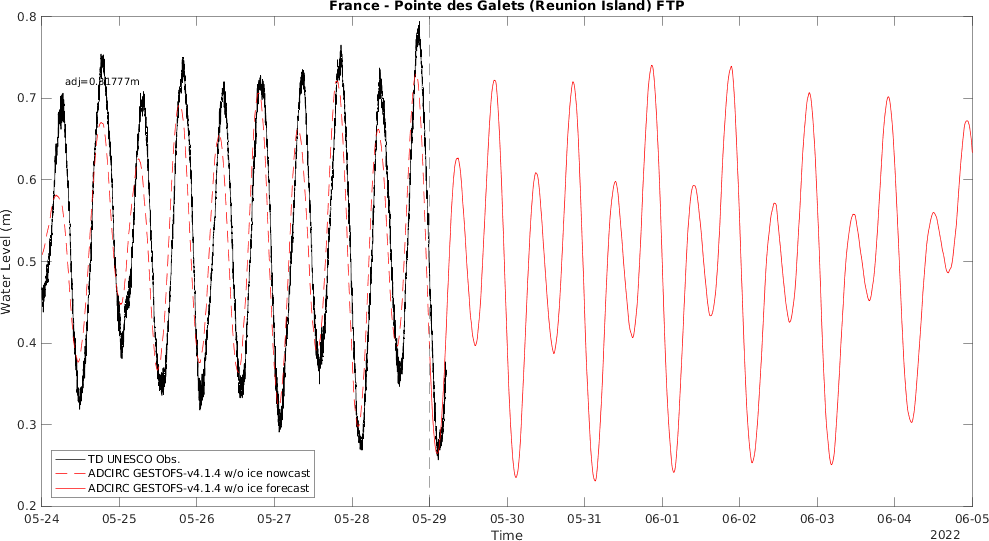 France - Pointe des Galets (Reunion Island) FTP
0.8
adj=0.31777m
0.7
0.6
Water Level (m)
0.5
0.4
0.3
TD UNESCO Obs.
ADCIRC GESTOFS-v4.1.4 w/o ice nowcast
ADCIRC GESTOFS-v4.1.4 w/o ice forecast
0.2
05-24 05-25 05-26 05-27 05-28 05-29 05-30 05-31 06-01 06-02 06-03 06-04 06-05
Time
2022